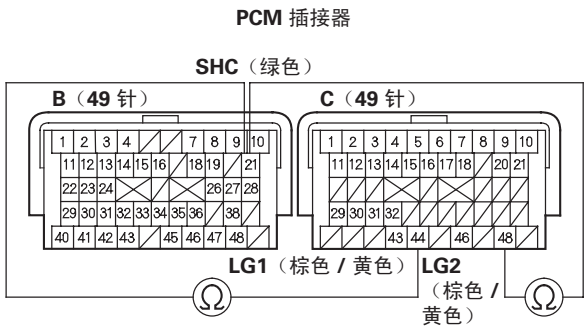 PCM 插接器
SHC（绿色）
B（49 针）
C（49 针）
1 2 3 4 7 8 9 10
11 12 13 14 15 16 18 19 21
22 23 24 26 27 28
29 30 31 32 33 34 35 36 38
40 41 42 43 45 46 47 48
1 2 3 4 5 6 7 8 9 10
11 12 13 14 15 16 17 18 20 21
29 30 31 32
43 44 46 48
LG1（棕色 / 黄色）
LG2
（棕色 /
黄色）
Ω
Ω